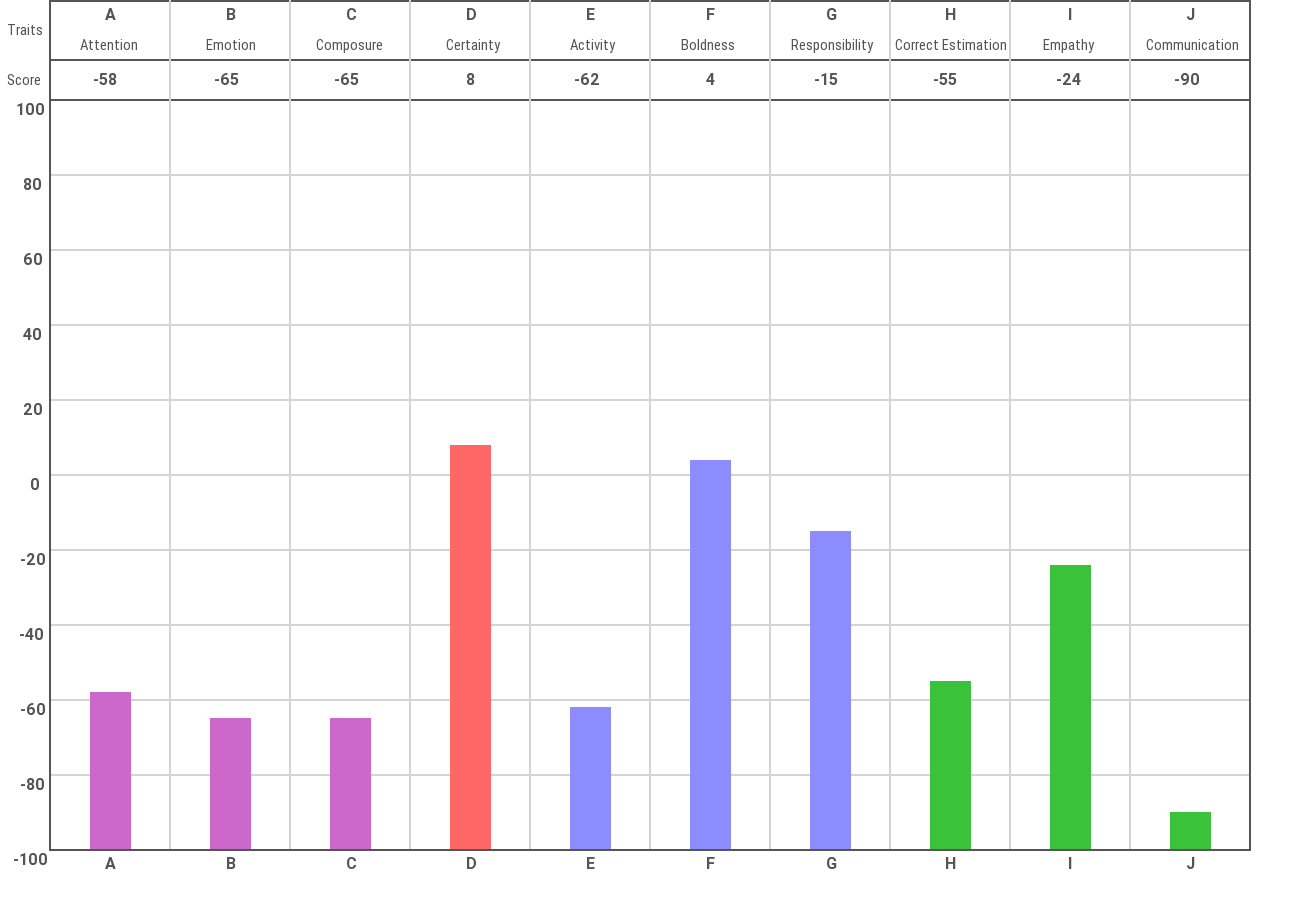 Traits A B C D E F G H I J
Attention Emotion Composure Certainty Activity Boldness Responsibility Correct Estimation Empathy Communication
Score -58 -65 -65 8 -62 4 -15 -55 -24 -90
100
80
60
40
20
0
-20
-40
-60
-80
-100
A B C D E F G H I J